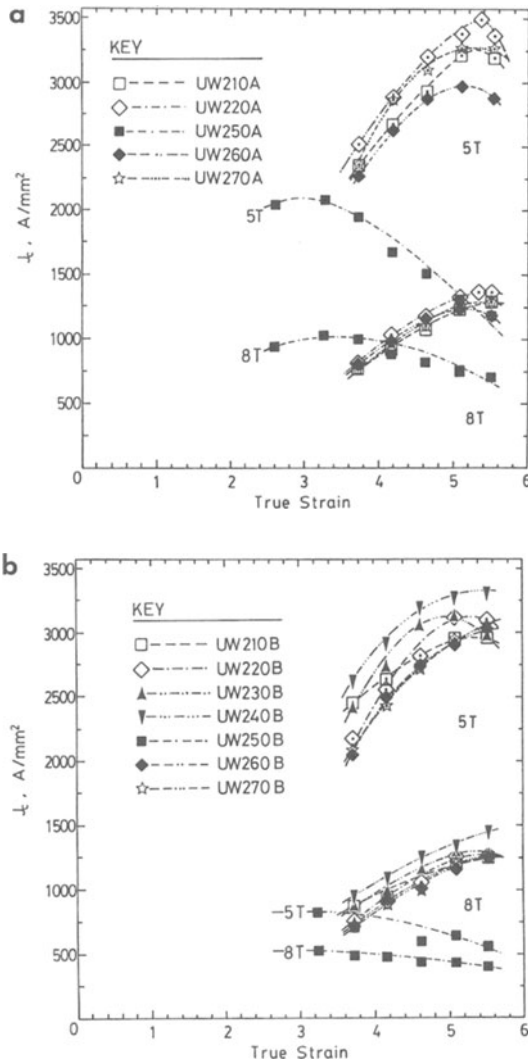 a
3500
KEY
3000
UW210A
UW220A
2500
UW250A
UW260A
5T
UW270A
2000
5T
Jc, A/mm²
1500
1000
8T
500
8T
0
0 1 2 3 4 5 6
True Strain
b
3500
KEY
3000
UW210B
UW220B
2500
UW230B
UW240B
5T
UW250B
2000
UW260B
UW270B
Jc, A/mm²
1500
1000
8T
5T
500
8T
0
0 1 2 3 4 5 6
True Strain